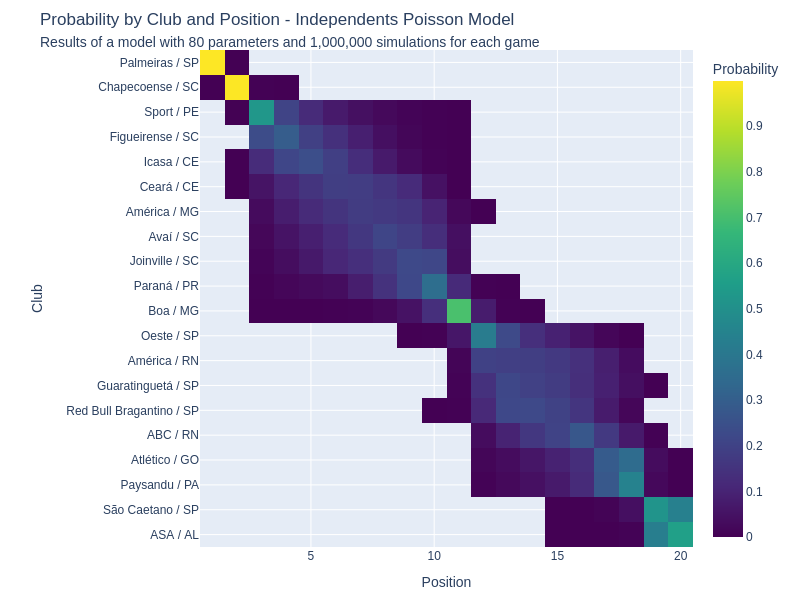 Probability by Club and Position - Independents Poisson Model
Results of a model with 80 parameters and 1,000,000 simulations for each game
Probability
Club
Palmeiras / SP
Chapecoense / SC
Sport / PE
Figueirense / SC
Icasa / CE
Ceará / CE
América / MG
Avaí / SC
Joinville / SC
Paraná / PR
Boa / MG
Oeste / SP
América / RN
Guaratinguetá / SP
Red Bull Bragantino / SP
ABC / RN
Atlético / GO
Paysandu / PA
São Caetano / SP
ASA / AL
0.9
0.8
0.7
0.6
0.5
0.4
0.3
0.2
0.1
0
5 10 15 20
Position